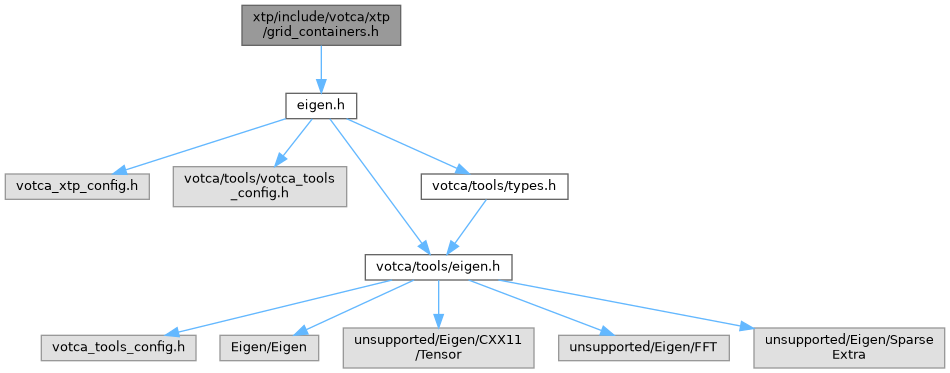 xtp/include/votca/xtp
/grid_containers.h
eigen.h
votca_xtp_config.h
votca/tools/votca_tools
_config.h
votca/tools/types.h
votca/tools/eigen.h
votca_tools_config.h
Eigen/Eigen
unsupported/Eigen/CXX11
/Tensor
unsupported/Eigen/FFT
unsupported/Eigen/Sparse
Extra